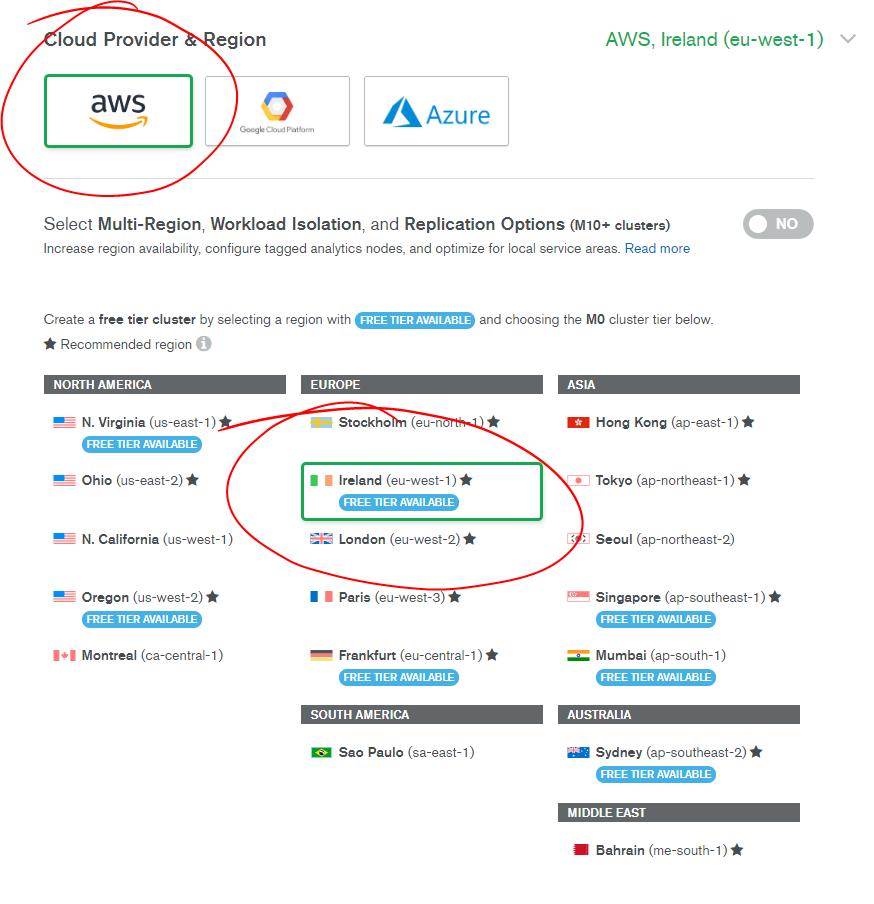 Cloud Provider & Region
AWS, Ireland (eu-west-1)
aws
Google Cloud Platform
Azure
Select Multi-Region, Workload Isolation, and Replication Options (M10+ clusters)
NO
Increase region availability, configure tagged analytics nodes, and optimize for local service areas. Read more
Create a free tier cluster by selecting a region with FREE TIER AVAILABLE and choosing the M0 cluster tier below.
★ Recommended region i
NORTH AMERICA
N. Virginia (us-east-1) ★
FREE TIER AVAILABLE
Ohio (us-east-2) ★
N. California (us-west-1)
Oregon (us-west-2) ★
FREE TIER AVAILABLE
Montreal (ca-central-1)
EUROPE
Stockholm (eu-north-1) ★
Ireland (eu-west-1) ★
FREE TIER AVAILABLE
London (eu-west-2) ★
Paris (eu-west-3) ★
Frankfurt (eu-central-1) ★
FREE TIER AVAILABLE
SOUTH AMERICA
Sao Paulo (sa-east-1)
ASIA
Hong Kong (ap-east-1) ★
Tokyo (ap-northeast-1) ★
Seoul (ap-northeast-2)
Singapore (ap-southeast-1) ★
FREE TIER AVAILABLE
Mumbai (ap-south-1)
FREE TIER AVAILABLE
AUSTRALIA
Sydney (ap-southeast-2) ★
FREE TIER AVAILABLE
MIDDLE EAST
Bahrain (me-south-1) ★